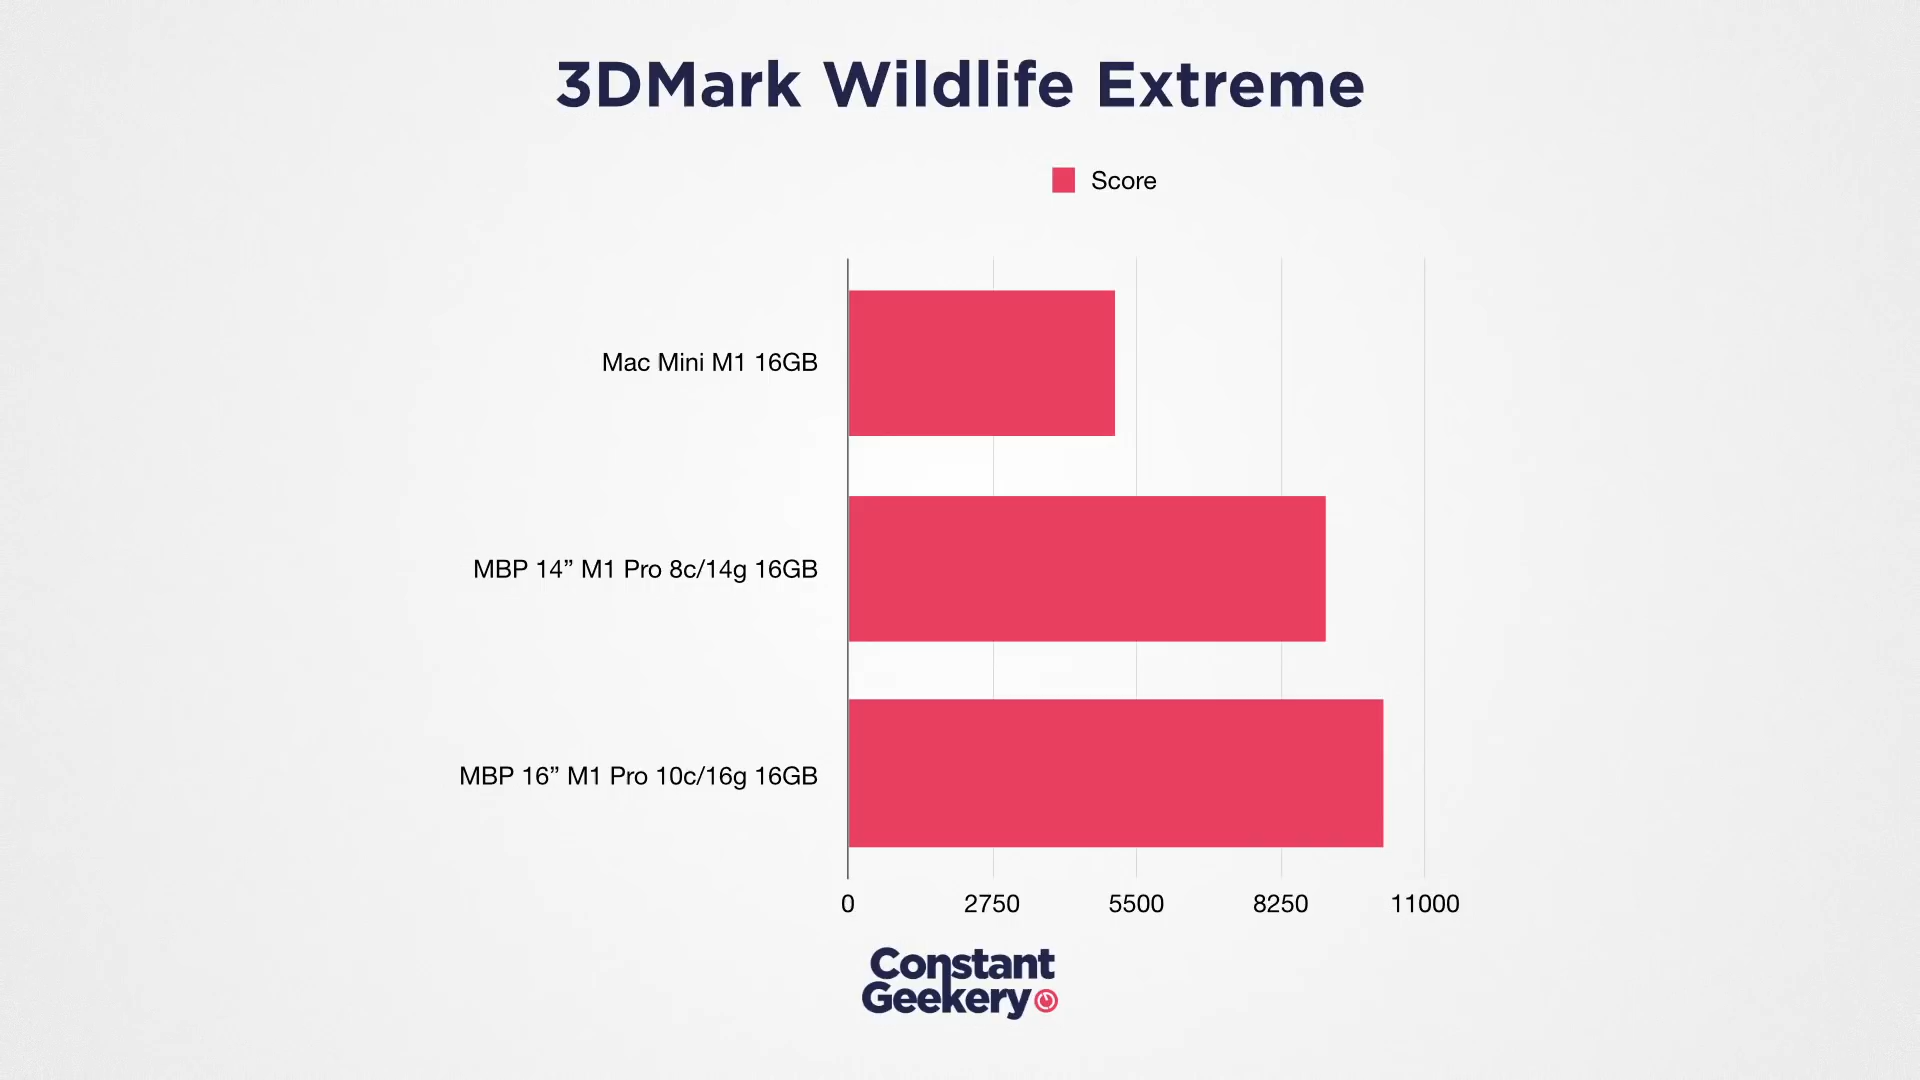 3DMark Wildlife Extreme
Score
Mac Mini M1 16GB
MBP 14” M1 Pro 8c/14g 16GB
MBP 16” M1 Pro 10c/16g 16GB
0 2750 5500 8250 11000
Constant
Geekery